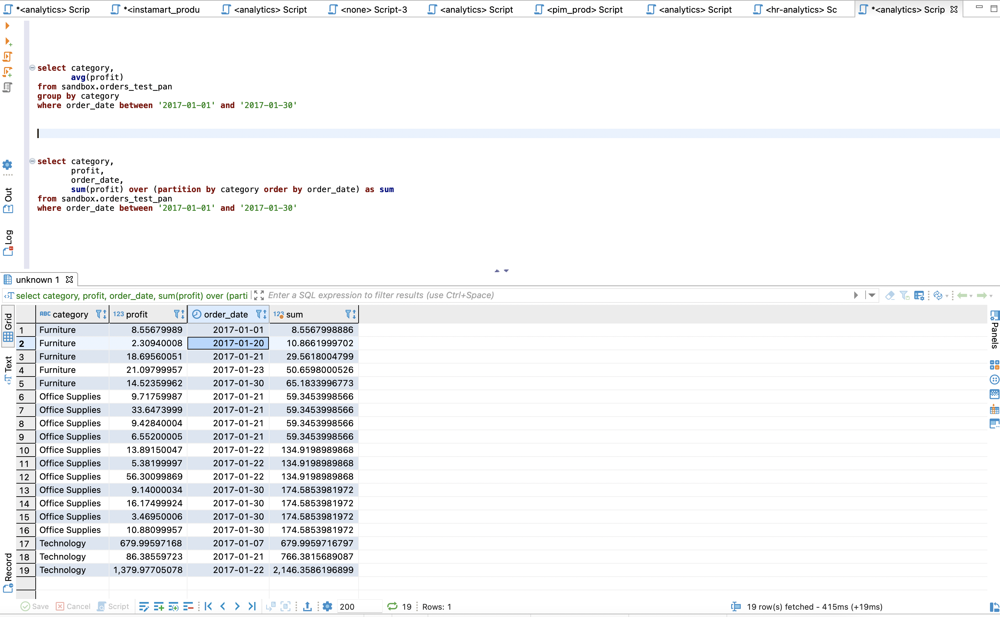 *<analytics> Scrip *<instamart_produ <analytics> Script <none> Script-3 <analytics> Script <pim_prod> Script <analytics> Script <hr-analytics> Sc *<analytics> Scrip
select category,
avg(profit)
from sandbox.orders_test_pan
group by category
where order_date between '2017-01-01' and '2017-01-30'
select category,
profit,
order_date,
sum(profit) over (partition by category order by order_date) as sum
from sandbox.orders_test_pan
where order_date between '2017-01-01' and '2017-01-30'
Out
Log
unknown 1
select category, profit, order_date, sum(profit) over (parti Enter a SQL expression to filter results (use Ctrl+Space)
Grid
Text
Record
Panels
ABC category 123 profit order_date 123 sum
1 Furniture 8.55679989 2017-01-01 8.5567998886
2 Furniture 2.30940008 2017-01-20 10.8661999702
3 Furniture 18.69560051 2017-01-21 29.5618004799
4 Furniture 21.09799957 2017-01-23 50.6598000526
5 Furniture 14.52359962 2017-01-30 65.1833996773
6 Office Supplies 9.71759987 2017-01-21 59.3453998566
7 Office Supplies 33.6473999 2017-01-21 59.3453998566
8 Office Supplies 9.42840004 2017-01-21 59.3453998566
9 Office Supplies 6.55200005 2017-01-21 59.3453998566
10 Office Supplies 13.89150047 2017-01-22 134.9198989868
11 Office Supplies 5.38199997 2017-01-22 134.9198989868
12 Office Supplies 56.30099869 2017-01-22 134.9198989868
13 Office Supplies 9.14000034 2017-01-30 174.5853981972
14 Office Supplies 16.17499924 2017-01-30 174.5853981972
15 Office Supplies 3.46950006 2017-01-30 174.5853981972
16 Office Supplies 10.88099957 2017-01-30 174.5853981972
17 Technology 679.99597168 2017-01-07 679.9959716797
18 Technology 86.38559723 2017-01-21 766.3815689087
19 Technology 1,379.97705078 2017-01-22 2,146.3586196899
Save Cancel Script 200 19 Rows: 1 19 row(s) fetched - 415ms (+19ms)